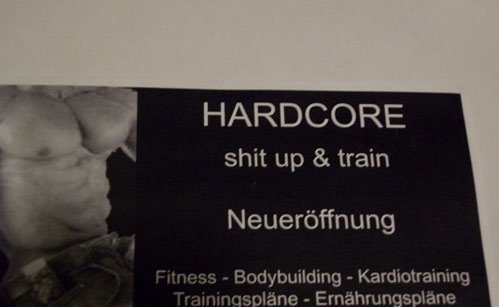 HARDCORE
shit up & train
Neueröffnung
Fitness - Bodybuilding - Kardiotraining
Trainingspläne - Ernährungspläne